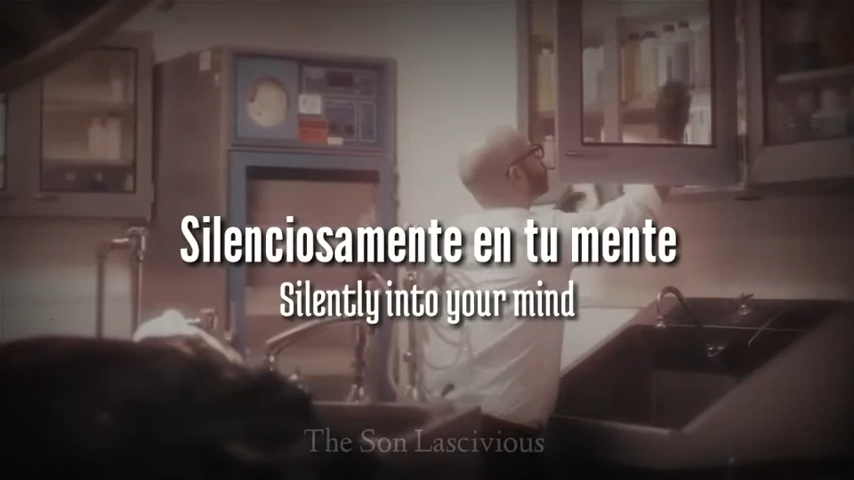 Silenciosamente en tu mente
Silently into your mind
The Son Lascivious